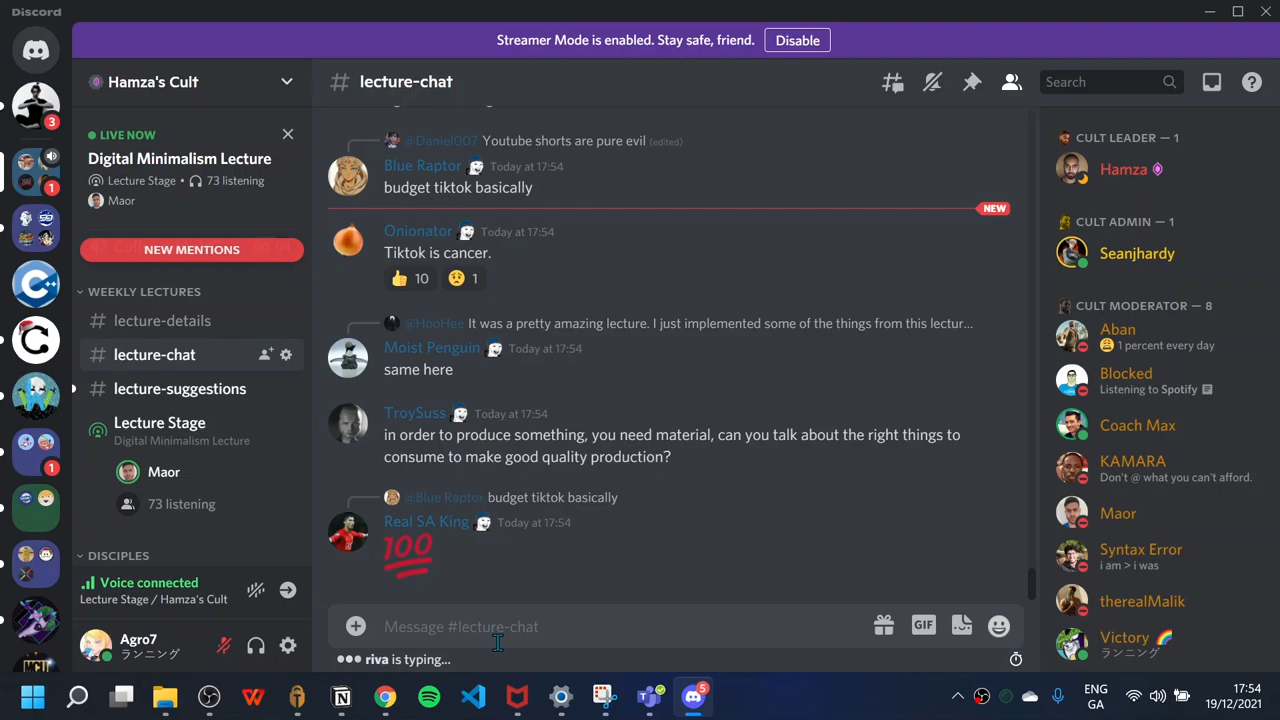 Discord
Streamer Mode is enabled. Stay safe, friend.
Disable
Hamza's Cult
# lecture-chat
Search
3
LIVE NOW
Digital Minimalism Lecture
Lecture Stage • 73 listening
Maor
1
NEW MENTIONS
WEEKLY LECTURES
# lecture-details
# lecture-chat
# lecture-suggestions
Lecture Stage
Digital Minimalism Lecture
Maor
1
73 listening
DISCIPLES
Voice connected
Lecture Stage / Hamza's Cult
Agro7
ランニング
MCU
@Daniel007 Youtube shorts are pure evil (edited)
Blue Raptor Today at 17:54
budget tiktok basically
NEW
Onionator Today at 17:54
Tiktok is cancer.
10 1
@HooHee It was a pretty amazing lecture. I just implemented some of the things from this lectur...
Moist Penguin Today at 17:54
same here
TroySuss Today at 17:54
in order to produce something, you need material, can you talk about the right things to
consume to make good quality production?
@Blue Raptor budget tiktok basically
Real SA King Today at 17:54
100
Message #lecture-chat
GIF
riva is typing...
CULT LEADER — 1
Hamza
CULT ADMIN — 1
Seanjhardy
CULT MODERATOR — 8
Aban
1 percent every day
Blocked
Listening to Spotify
Coach Max
KAMARA
Don't @ what you can't afford.
Maor
Syntax Error
i am > i was
therealMalik
Victory
ランニング
5
ENG
GA
17:54
19/12/2021